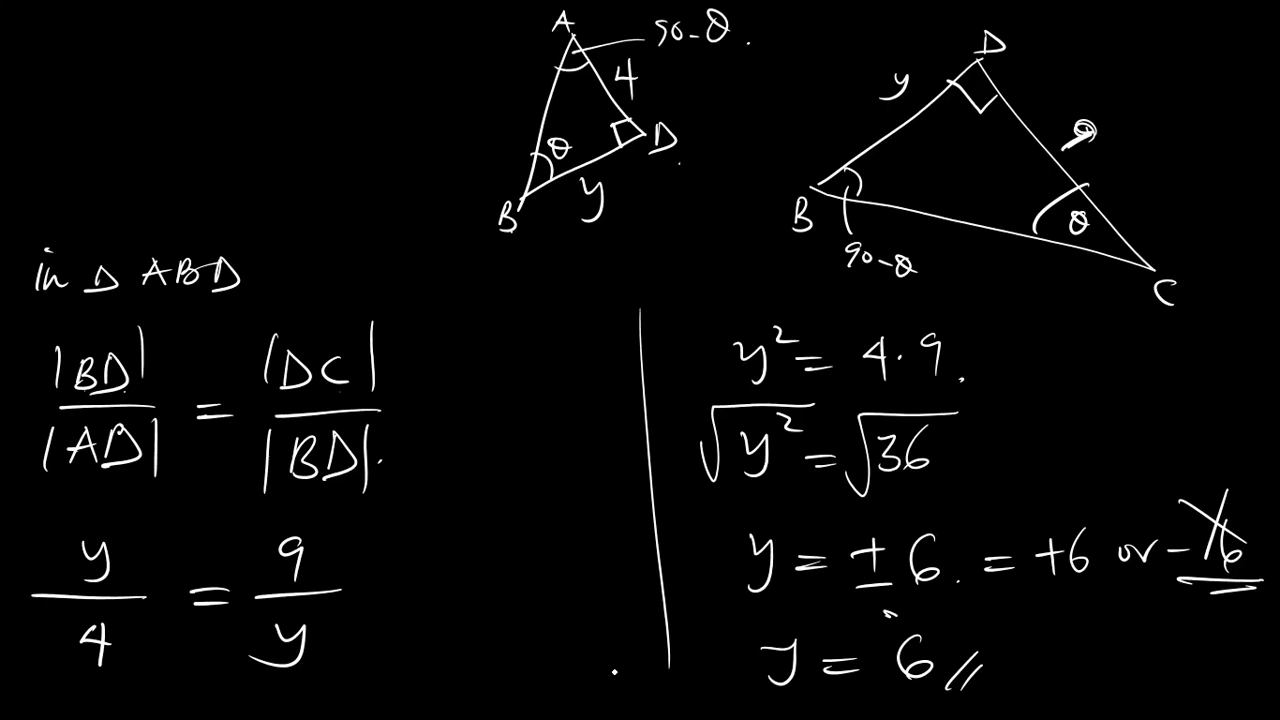 A 90-θ.
4
θ
D
y
B
D
y
9
B
θ
90-θ
C
in Δ ABD
|BD| / |AD| = |DC| / |BD|.
y / 4 = 9 / y
y² = 4·9.
√y² = √36
y = ±6. = +6 or -6
y = 6 //